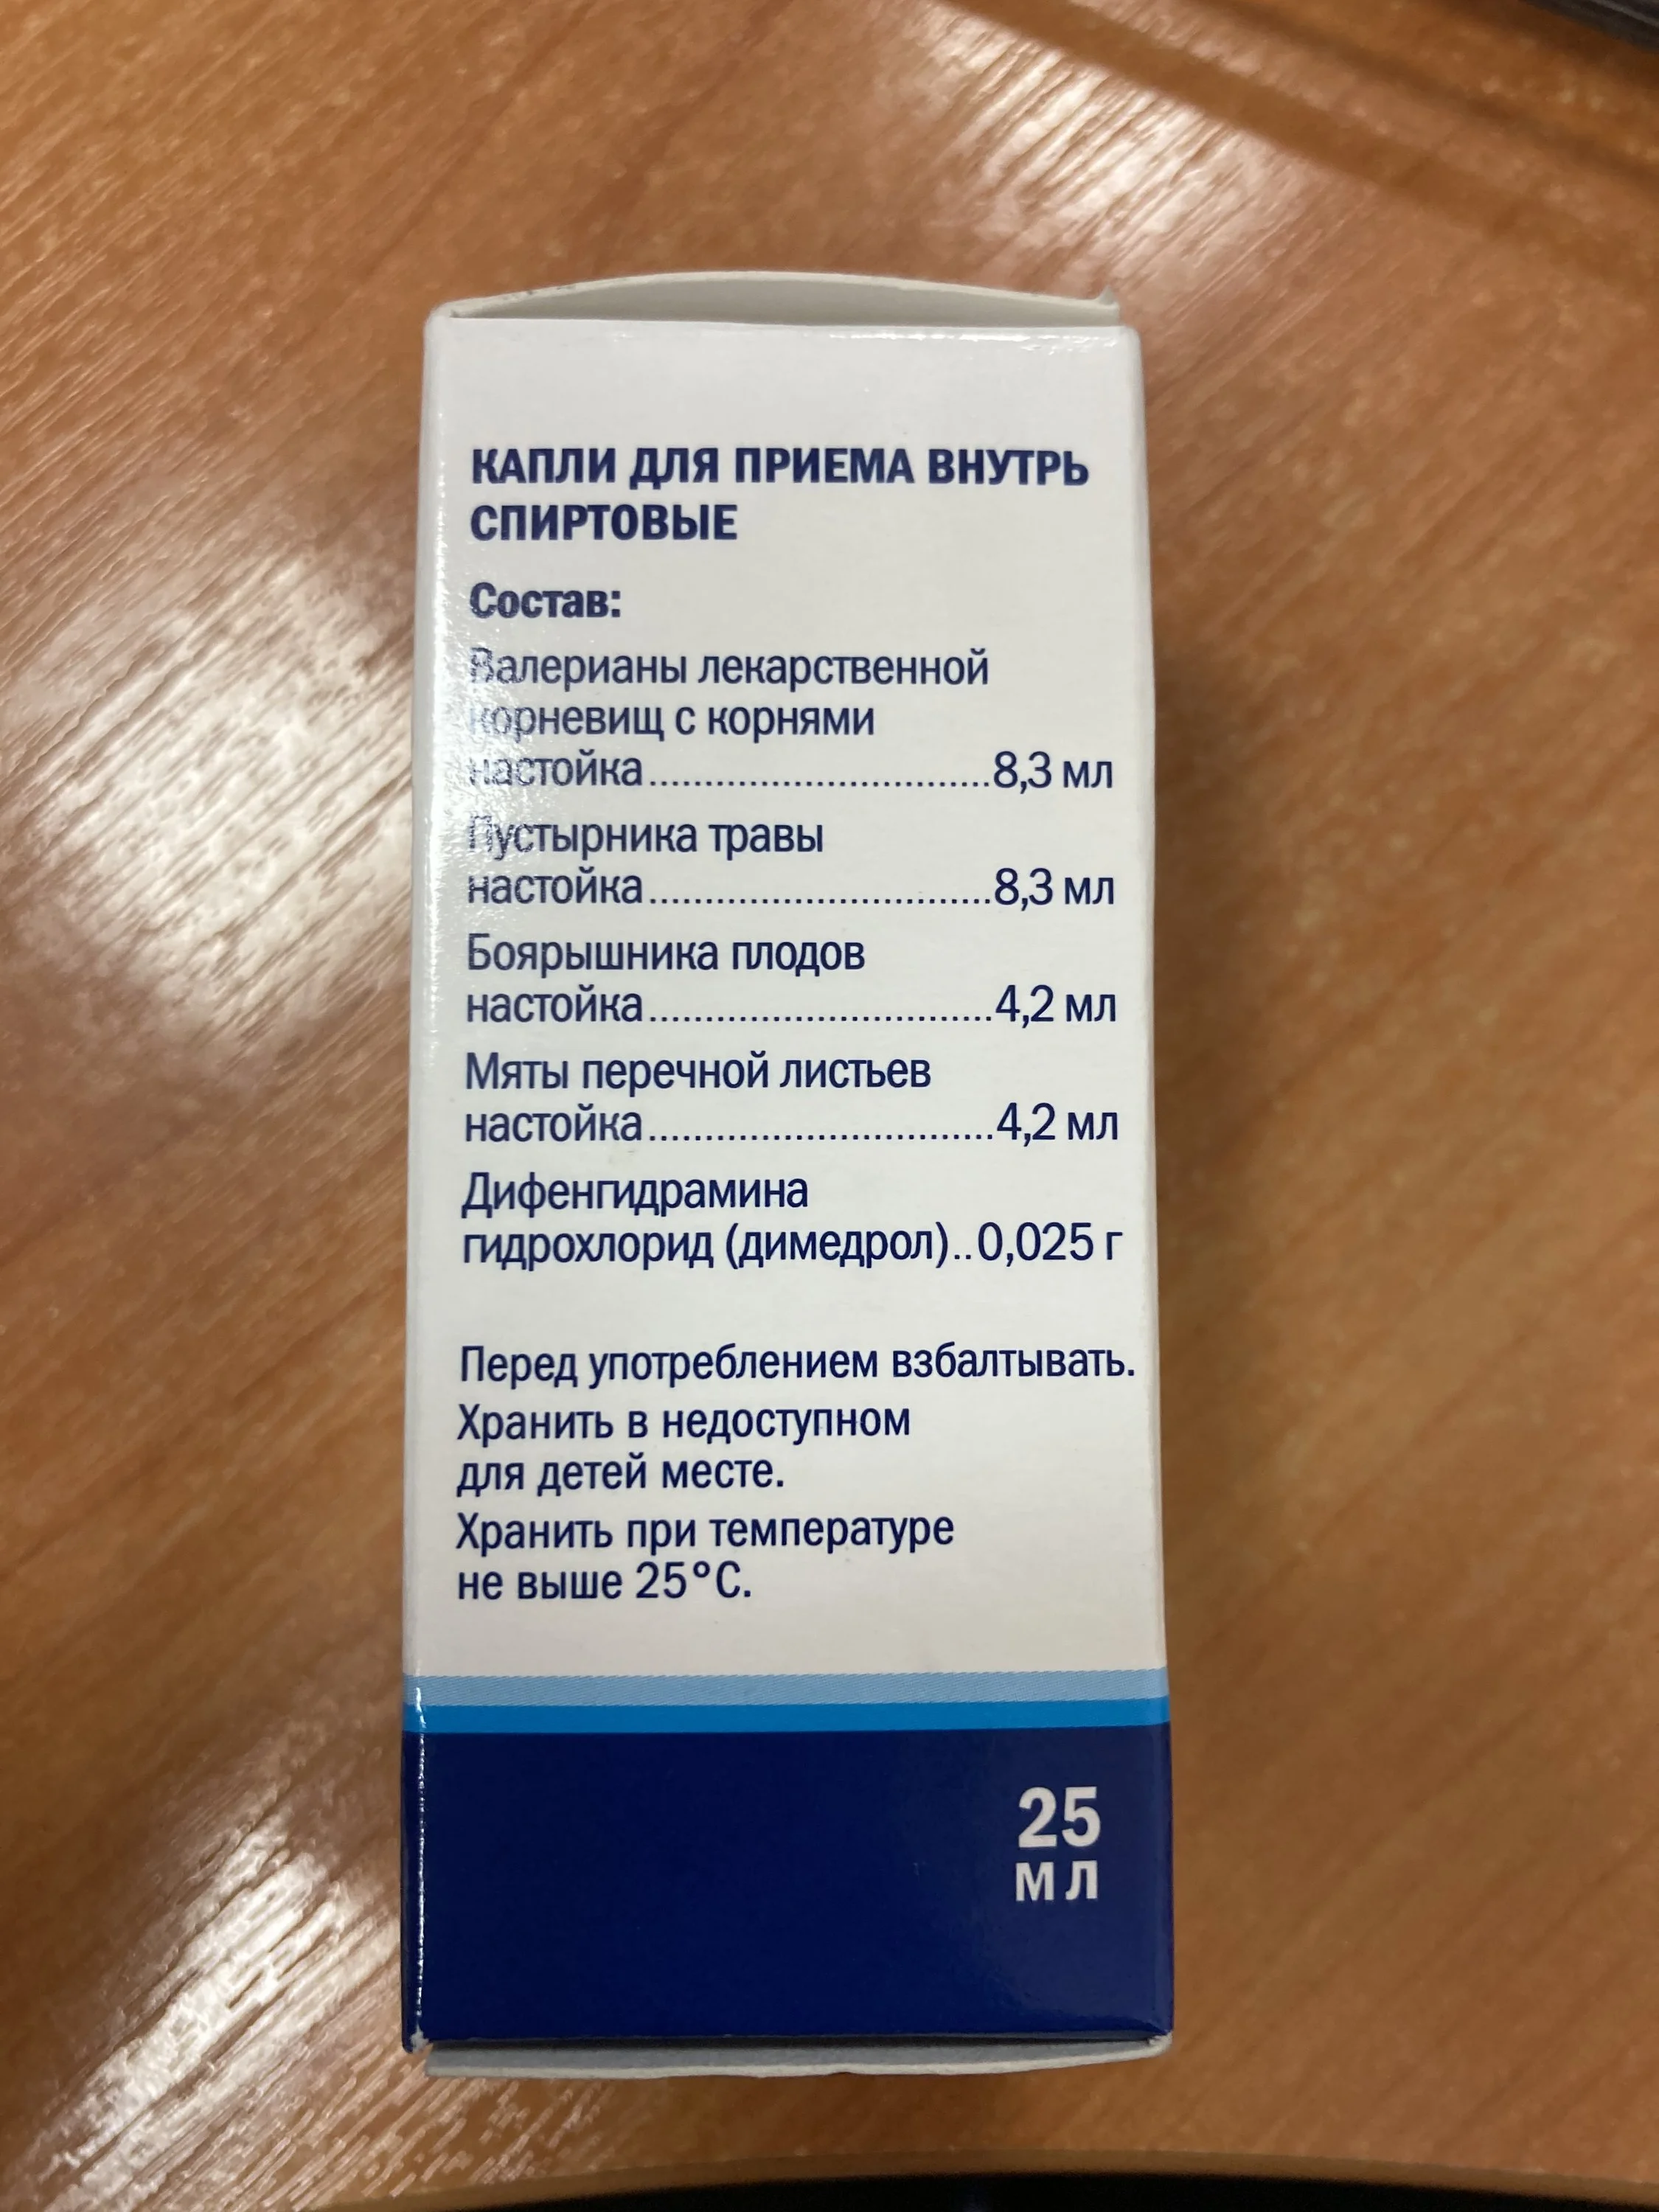 КАПЛИ ДЛЯ ПРИЕМА ВНУТРЬ
СПИРТОВЫЕ
Состав:
Валерианы лекарственной
корневищ с корнями
настойка..............................8,3 мл
Пустырника травы
настойка..............................8,3 мл
Боярышника плодов
настойка..............................4,2 мл
Мяты перечной листьев
настойка..............................4,2 мл
Дифенгидрамина
гидрохлорид (димедрол)..0,025 г
Перед употреблением взбалтывать.
Хранить в недоступном
для детей месте.
Хранить при температуре
не выше 25°С.
25
МЛ